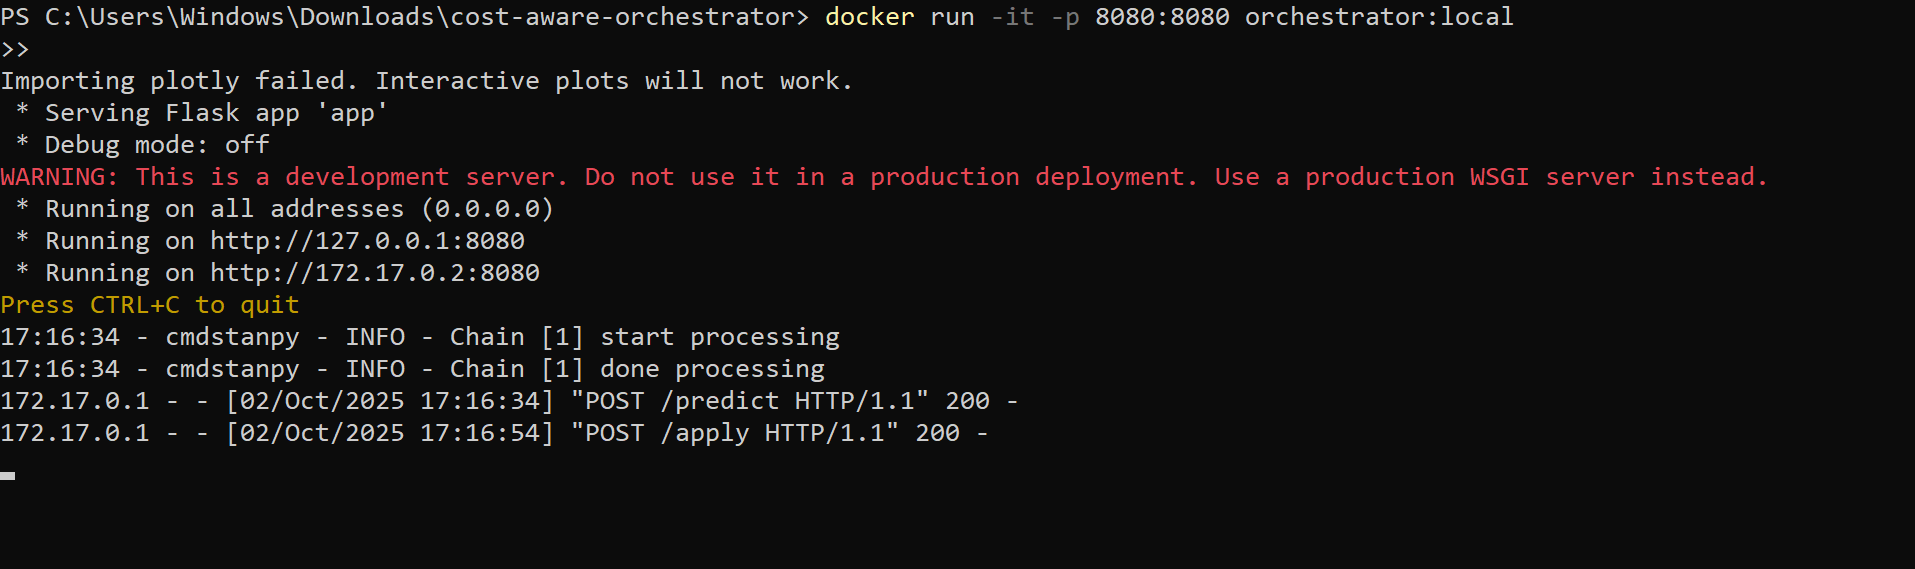 PS C:\Users\Windows\Downloads\cost-aware-orchestrator> docker run -it -p 8080:8080 orchestrator:local
>>
Importing plotly failed. Interactive plots will not work.
 * Serving Flask app 'app'
 * Debug mode: off
WARNING: This is a development server. Do not use it in a production deployment. Use a production WSGI server instead.
 * Running on all addresses (0.0.0.0)
 * Running on http://127.0.0.1:8080
 * Running on http://172.17.0.2:8080
Press CTRL+C to quit
17:16:34 - cmdstanpy - INFO - Chain [1] start processing
17:16:34 - cmdstanpy - INFO - Chain [1] done processing
172.17.0.1 - - [02/Oct/2025 17:16:34] "POST /predict HTTP/1.1" 200 -
172.17.0.1 - - [02/Oct/2025 17:16:54] "POST /apply HTTP/1.1" 200 -